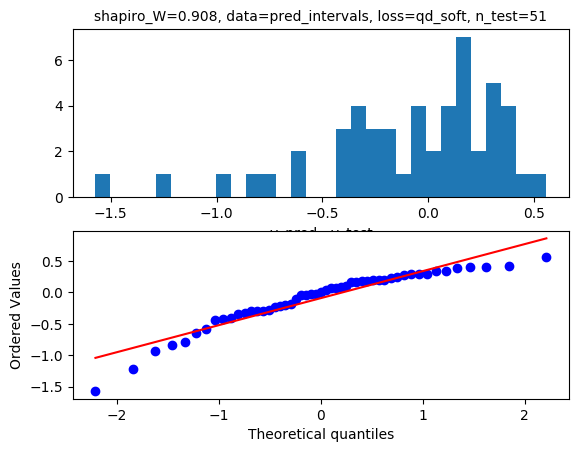 shapiro_W=0.908, data=pred_intervals, loss=qd_soft, n_test=51
6
4
2
0
−1.5 −1.0 −0.5 0.0 0.5
0.5
0.0
−0.5
−1.0
−1.5
Ordered Values
−2 −1 0 1 2
Theoretical quantiles